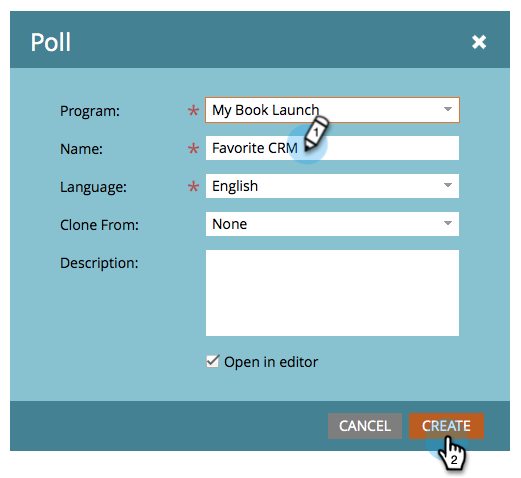 Poll
Program: * My Book Launch
1
Name: * Favorite CRM
Language: * English
Clone From: None
Description:
Open in editor
CANCEL CREATE
2